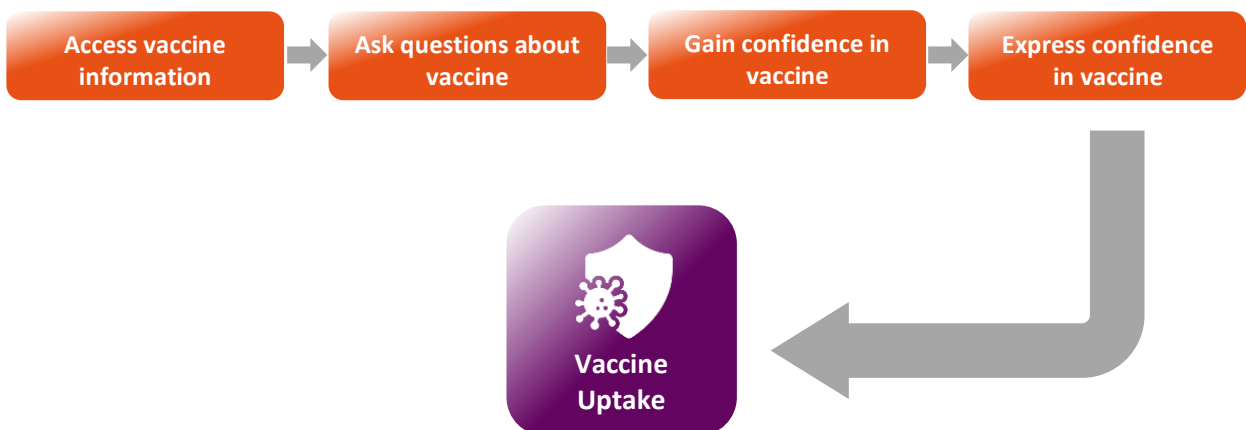 Access vaccine
information
Ask questions about
vaccine
Gain confidence in
vaccine
Express confidence
in vaccine
Vaccine
Uptake